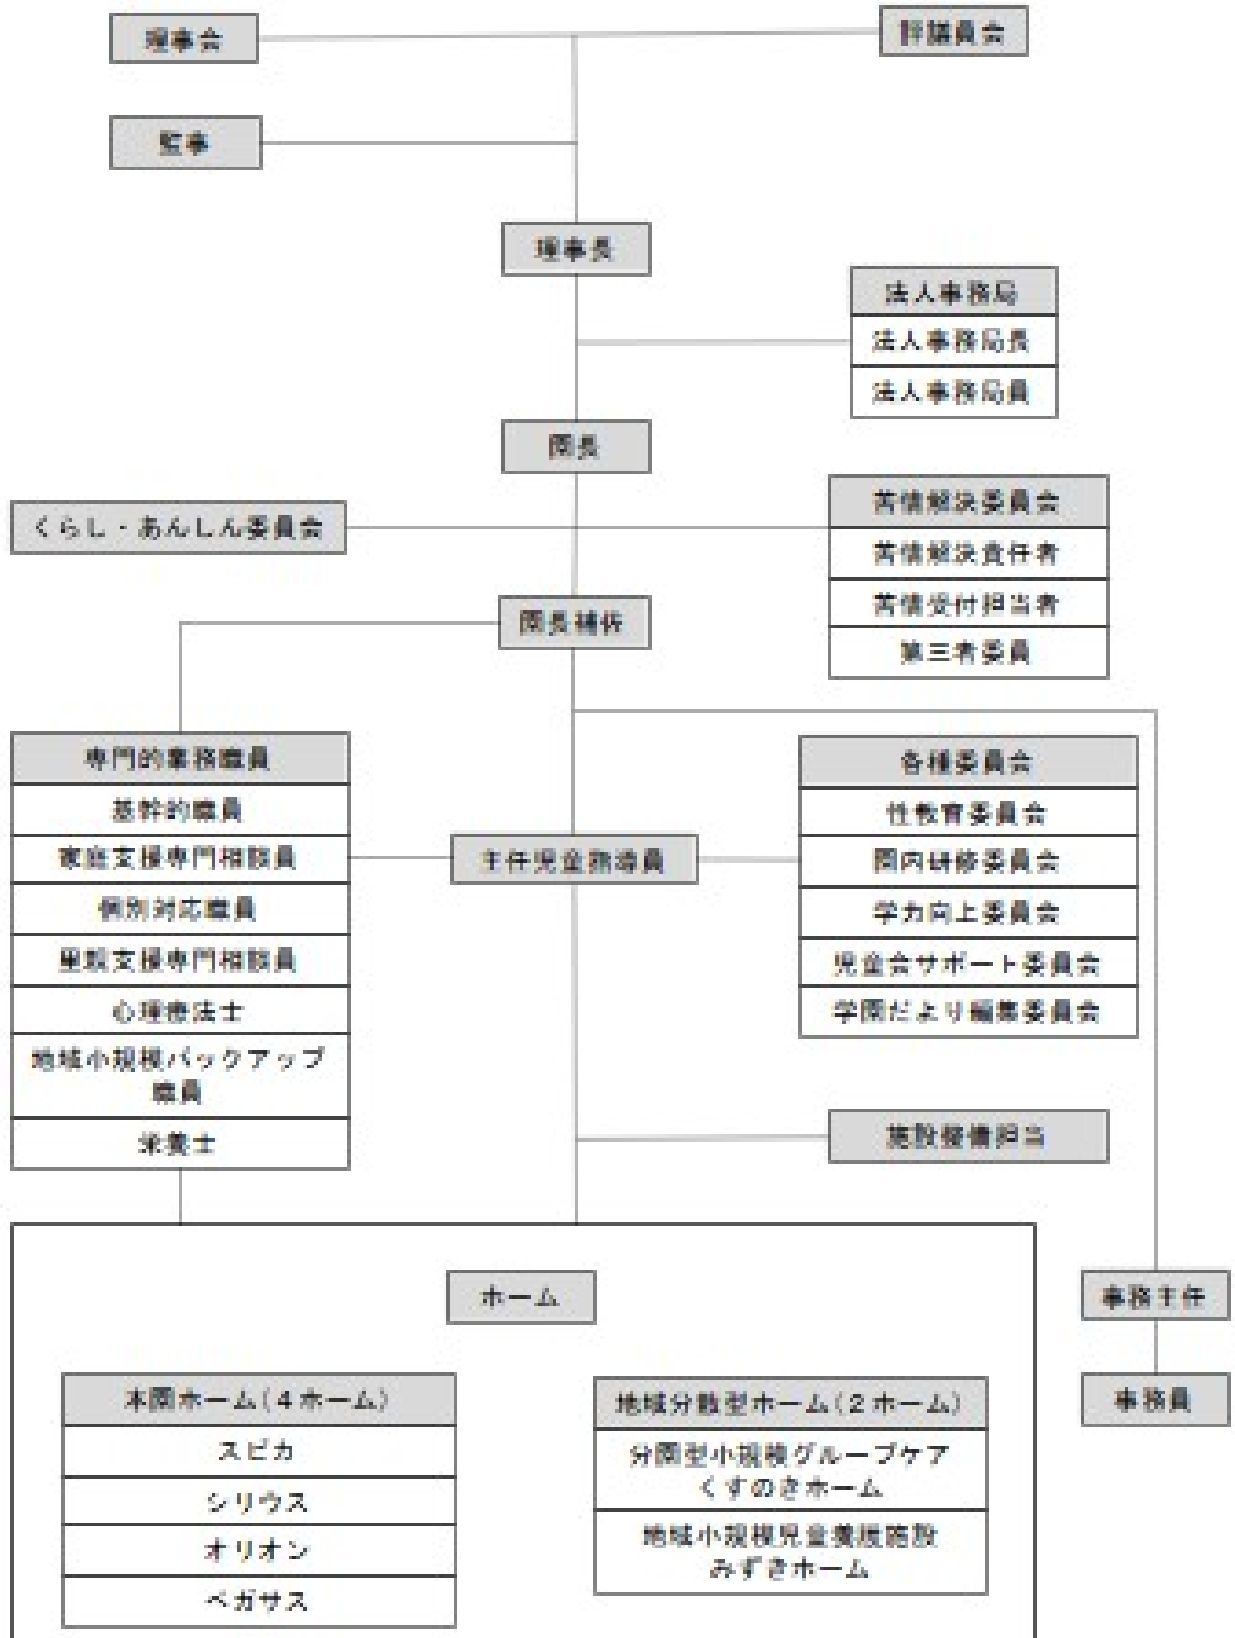 理事会
評議員会
監事
理事長
法人事務局
法人事務局長
法人事務局員
園長
くらし・あんしん委員会
苦情解決委員会
苦情解決責任者
苦情受付担当者
第三者委員
園長補佐
専門的業務職員
基幹的職員
家庭支援専門相談員
個別対応職員
里親支援専門相談員
心理療法士
地域小規模バックアップ
職員
栄養士
主任児童指導員
各種委員会
性教育委員会
園内研修委員会
学力向上委員会
児童会サポート委員会
学園だより編集委員会
施設整備担当
ホーム
事務主任
事務員
本園ホーム(4ホーム)
スピカ
シリウス
オリオン
ペガサス
地域分散型ホーム(2ホーム)
分園型小規模グループケア
くすのきホーム
地域小規模児童養護施設
みずきホーム